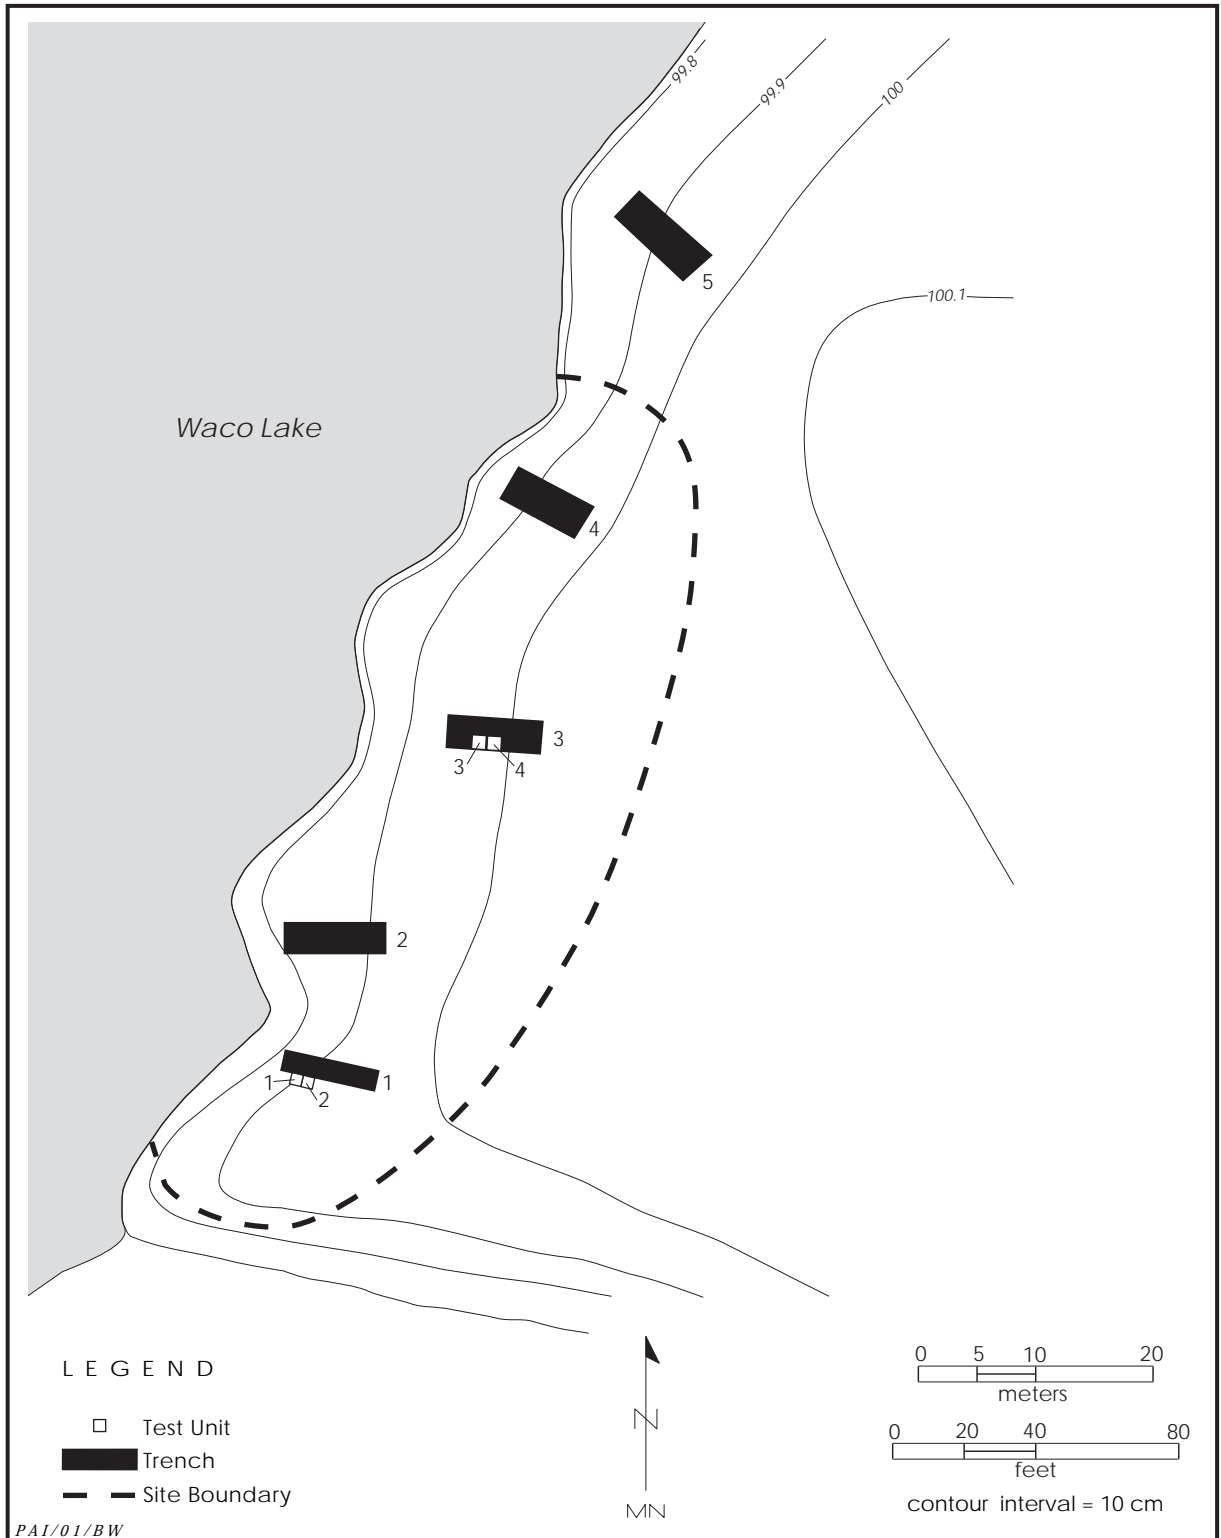 99.8
99.9
100
5
100.1
Waco Lake
4
3
3
4
2
1
1
2
LEGEND
Test Unit
Trench
Site Boundary
PAI/01/BW
N
MN
0 5 10 20
meters
0 20 40 80
feet
contour interval = 10 cm